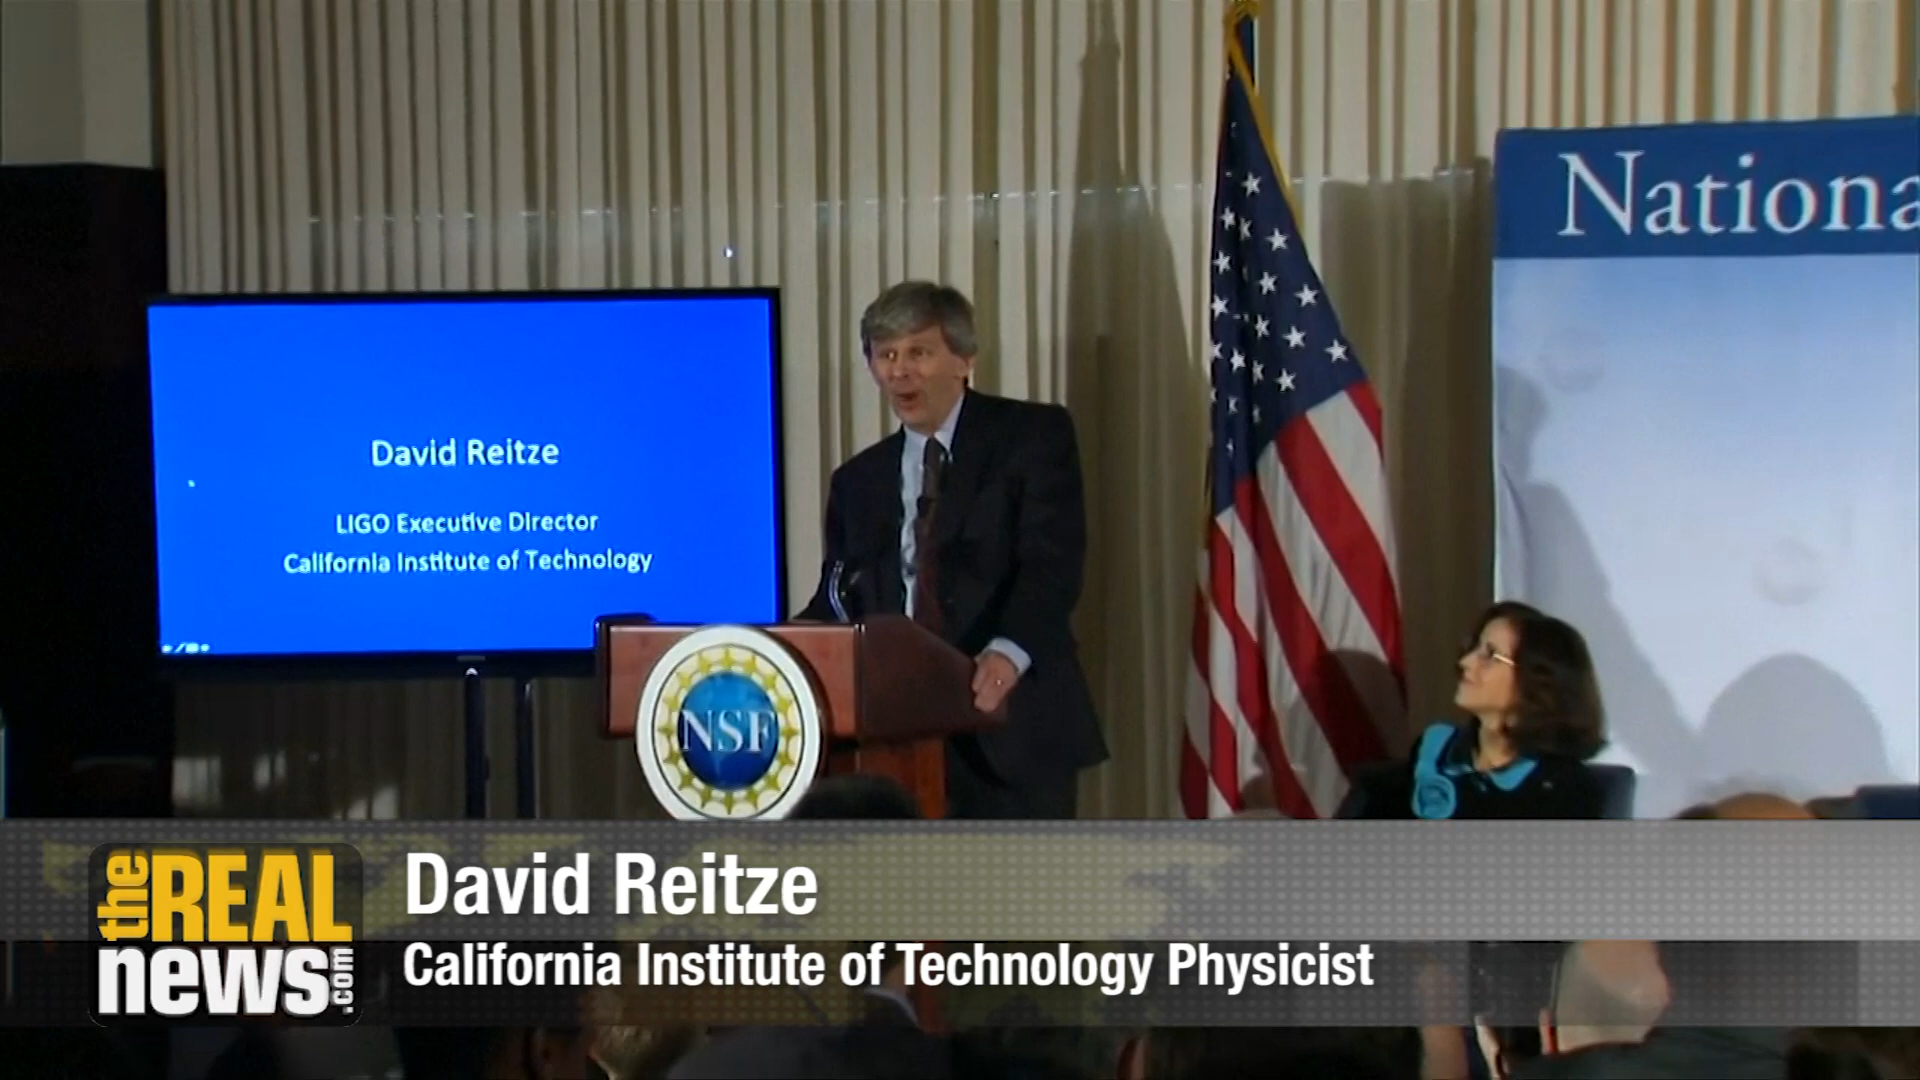 Nationa
David Reitze
LIGO Executive Director
California Institute of Technology
NSF
the REAL news.com
David Reitze
California Institute of Technology Physicist